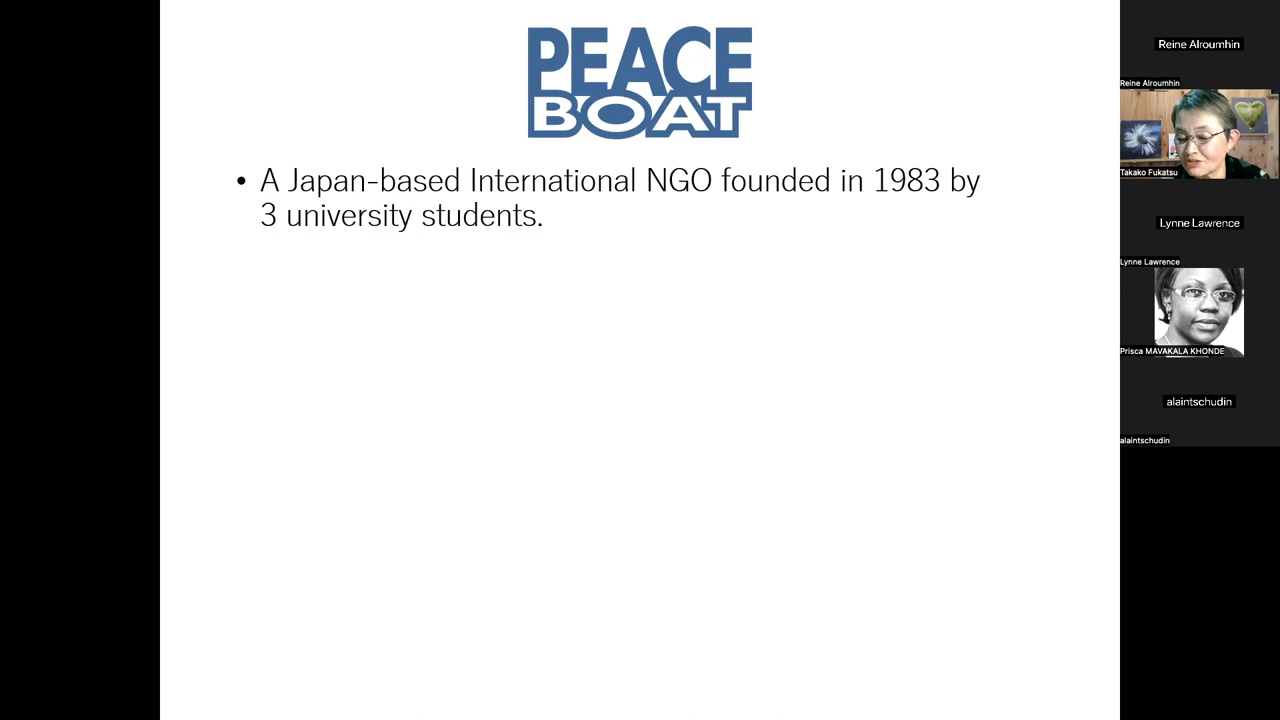 PEACE
BOAT
• A Japan-based International NGO founded in 1983 by
3 university students.
Reine Alroumhin
Reine Alroumhin
Takako Fukatsu
Lynne Lawrence
Lynne Lawrence
Prisca MAVAKALA KHONDE
alaintschudin
alaintschudin